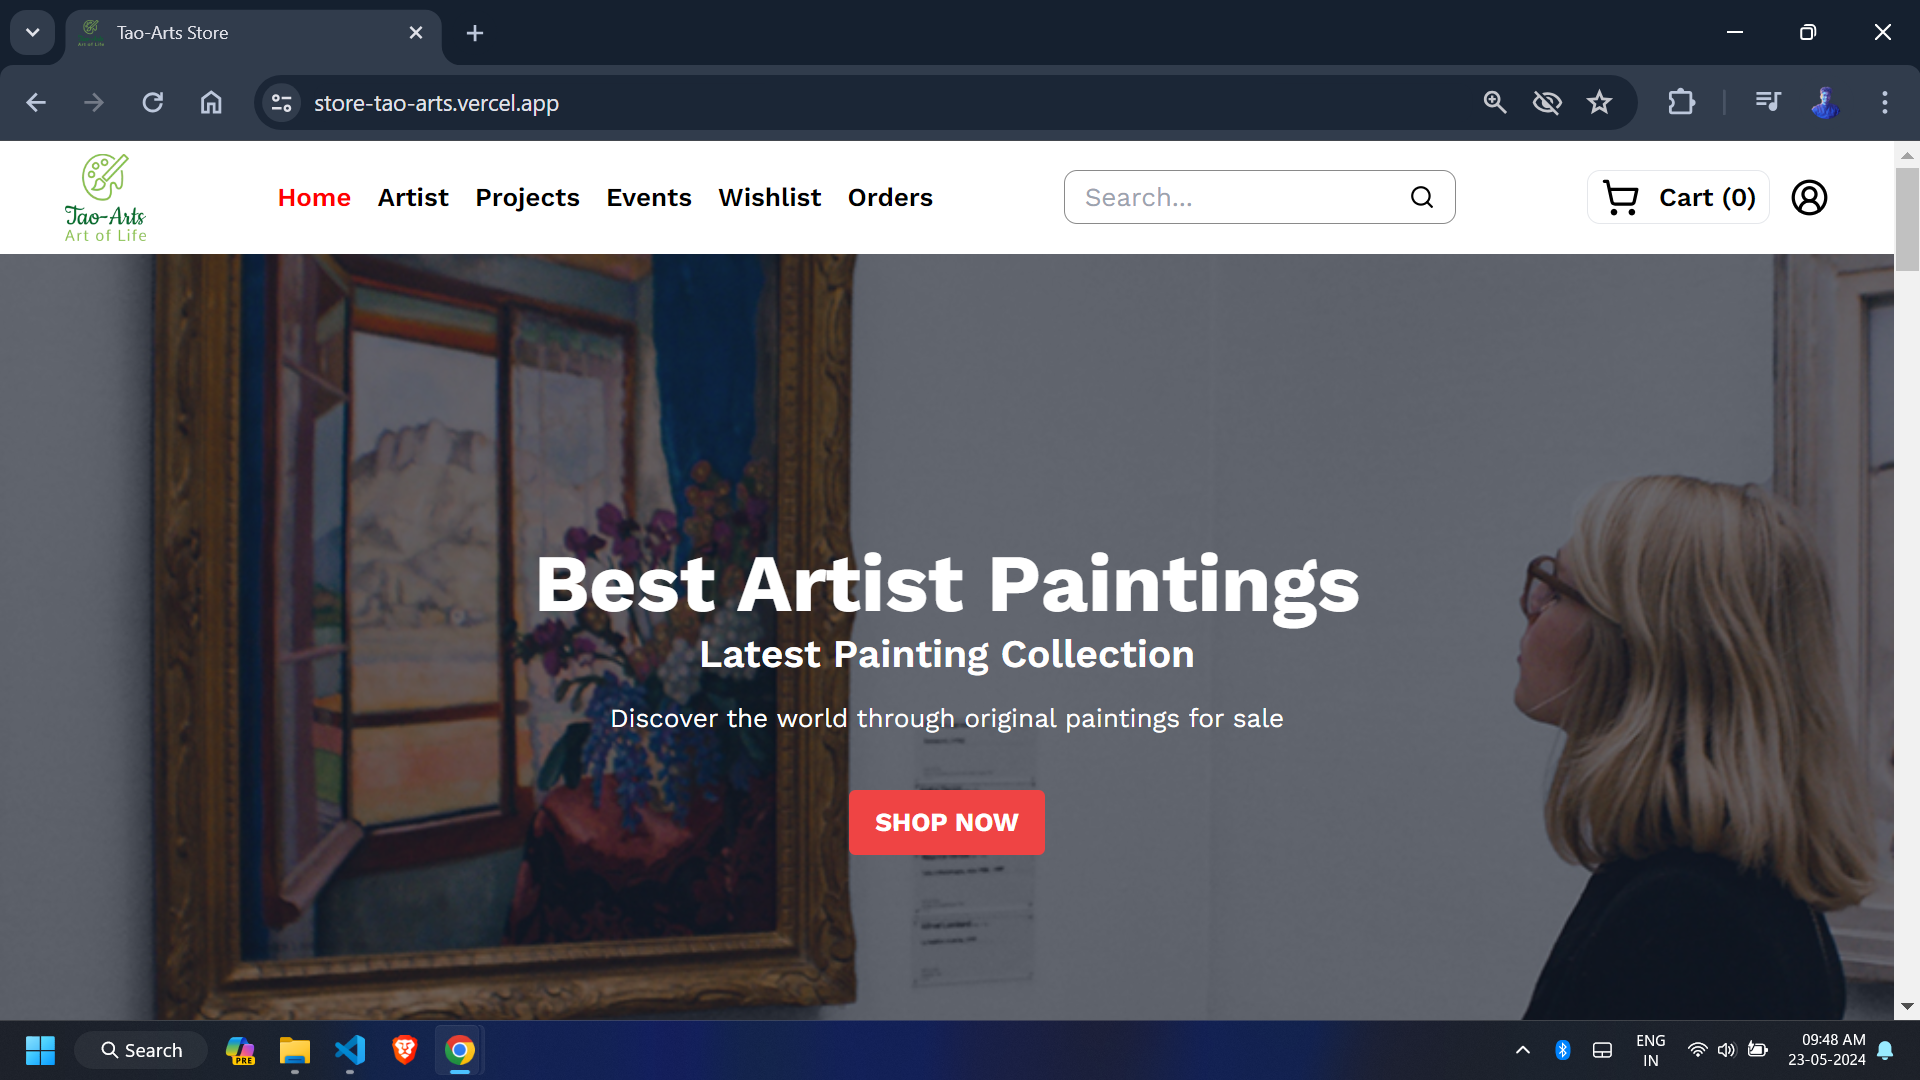 Tao-Arts Store
store-tao-arts.vercel.app
Tao-Arts
Art of Life
Home Artist Projects Events Wishlist Orders
Search...
Cart (0)
Best Artist Paintings
Latest Painting Collection
Discover the world through original paintings for sale
SHOP NOW
Search
PRE
ENG
IN
09:48 AM
23-05-2024